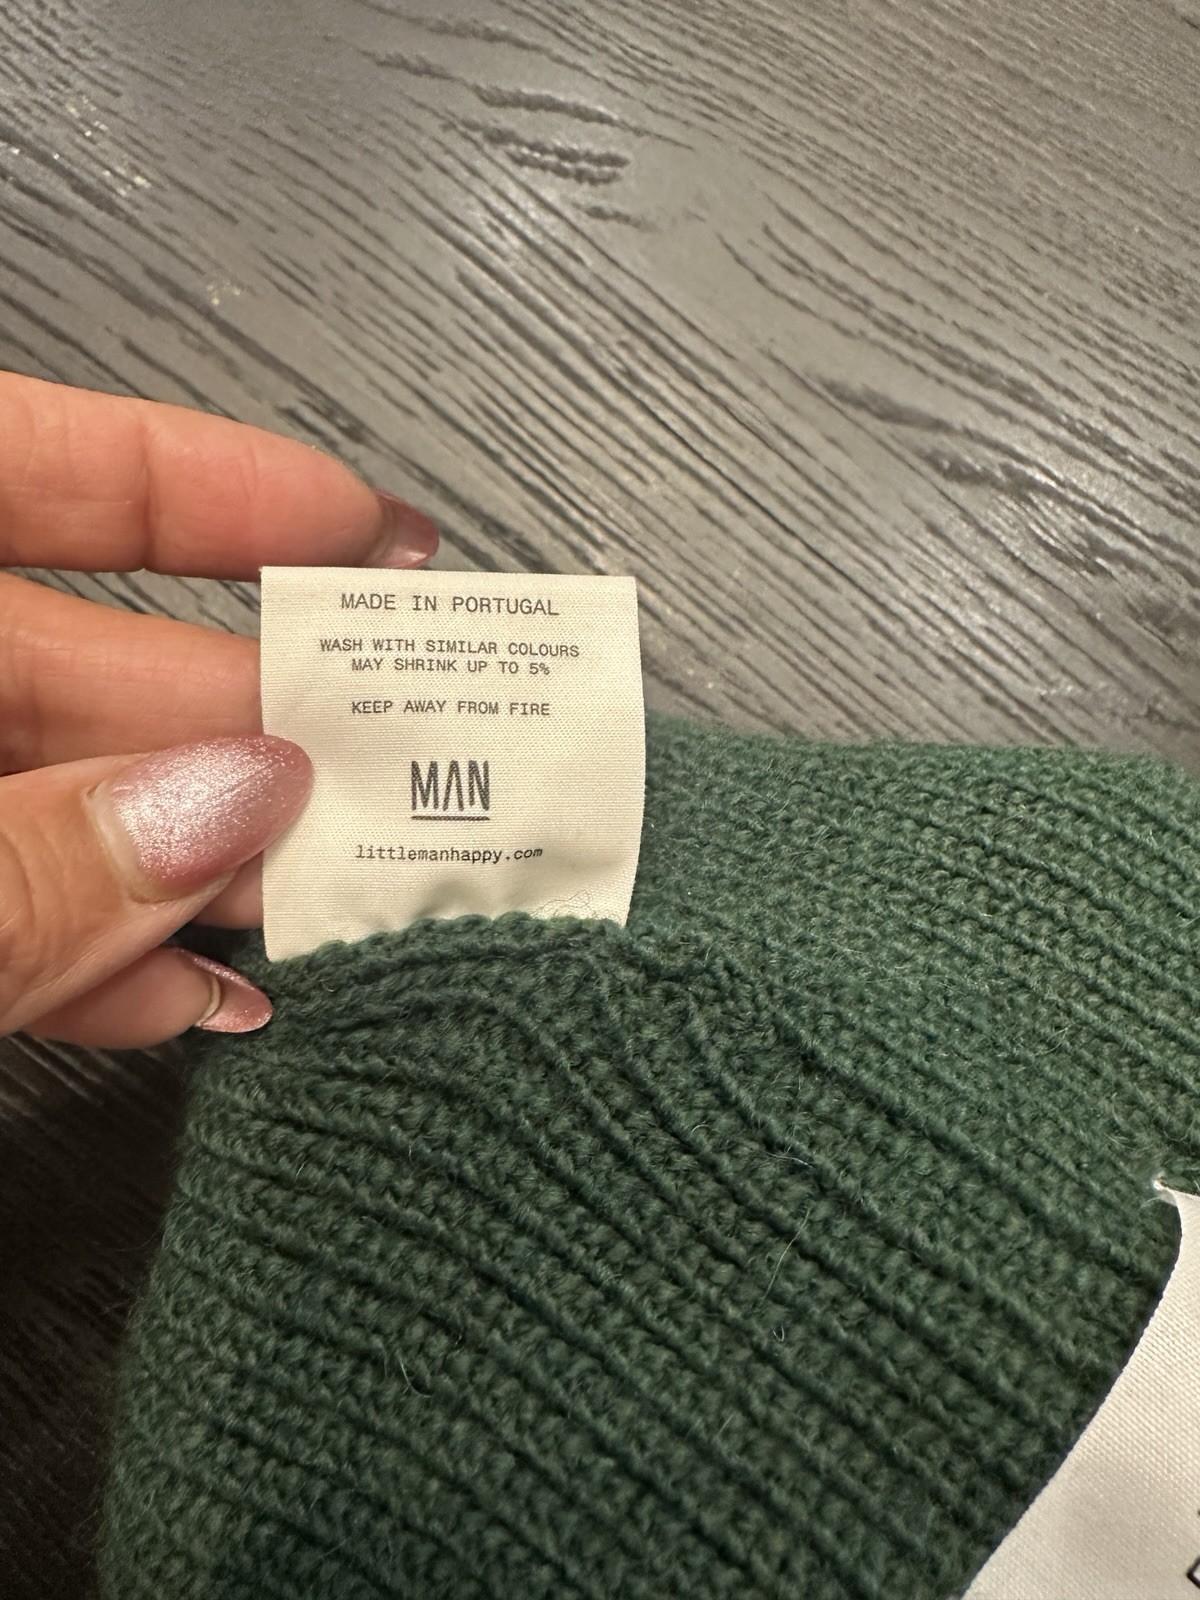 MADE IN PORTUGAL
WASH WITH SIMILAR COLOURS
MAY SHRINK UP TO 5%
KEEP AWAY FROM FIRE
MAN
littlemanhappy.com